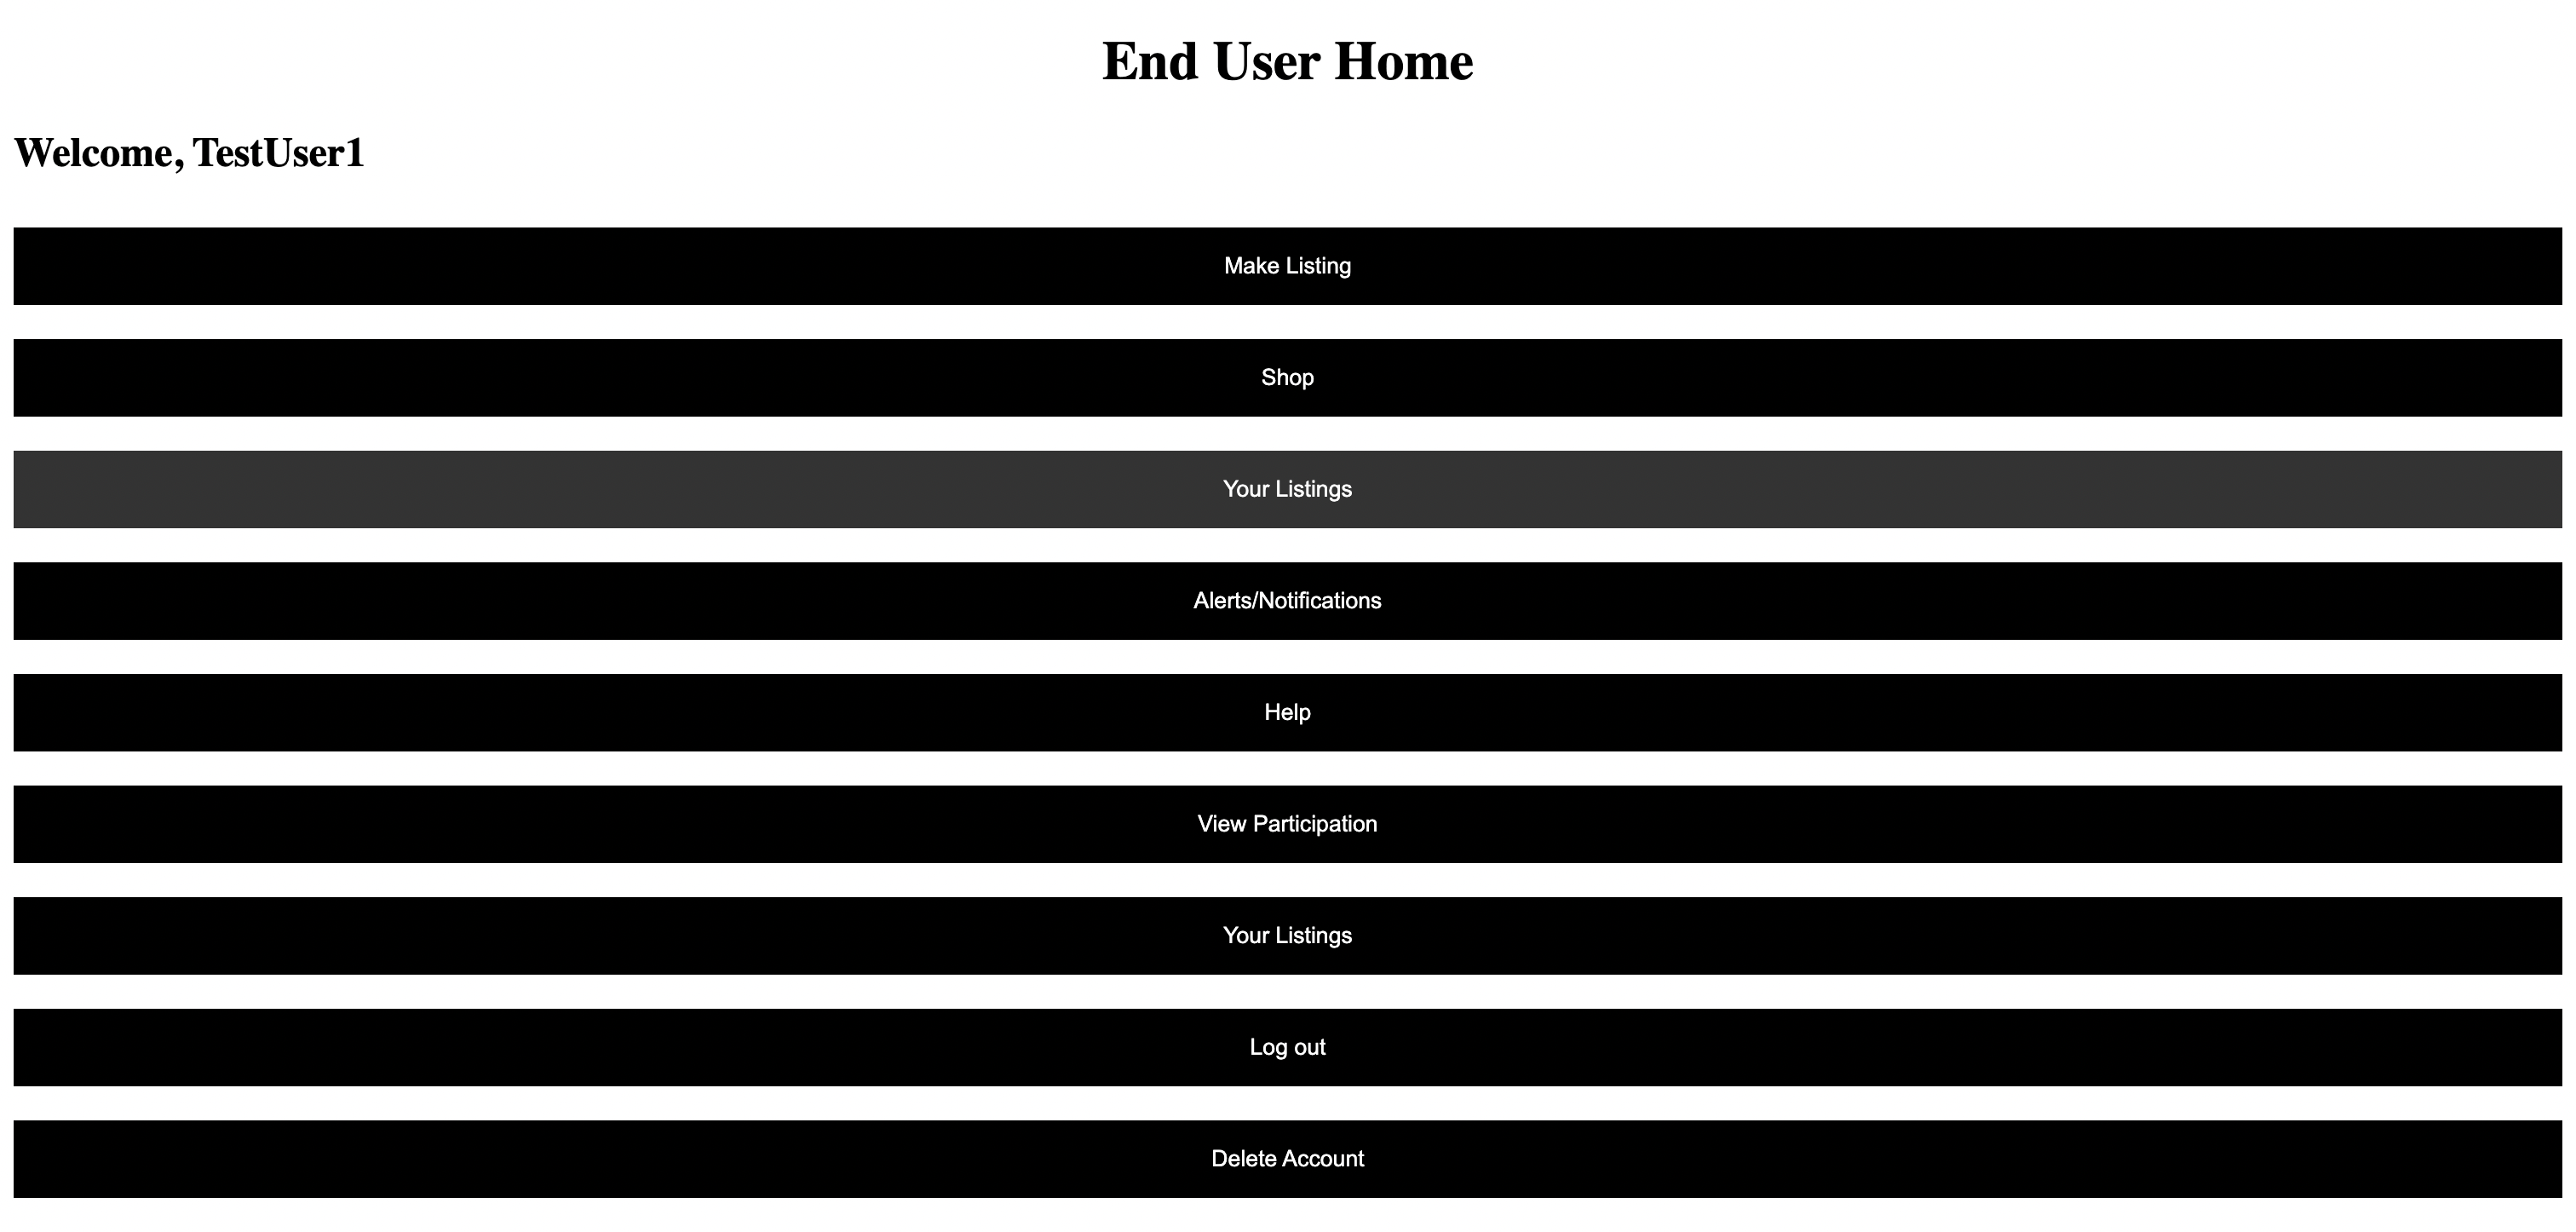 End User Home
Welcome, TestUser1
Make Listing
Shop
Your Listings
Alerts/Notifications
Help
View Participation
Your Listings
Log out
Delete Account